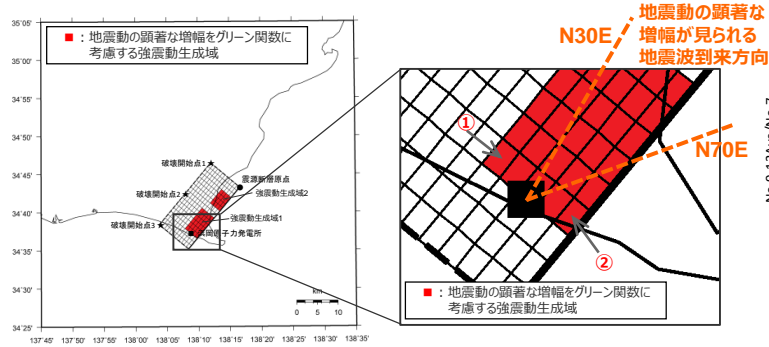 ■：地震動の顕著な増幅をグリーン関数に
考慮する強震動生成域
35°05'
35°00'
34°55'
34°50'
34°45'
34°40'
34°35'
34°30'
34°25'
137°45' 137°50' 137°55' 138°00' 138°05' 138°10' 138°15' 138°20' 138°25' 138°30' 138°35'
破壊開始点1
震源断層原点
破壊開始点2
強震動生成域2
破壊開始点3
強震動生成域1
浜岡原子力発電所
km
0 5 10
地震動の顕著な
増幅が見られる
地震波到来方向
N30E
N70E
①
②
■：地震動の顕著な増幅をグリーン関数に
考慮する強震動生成域